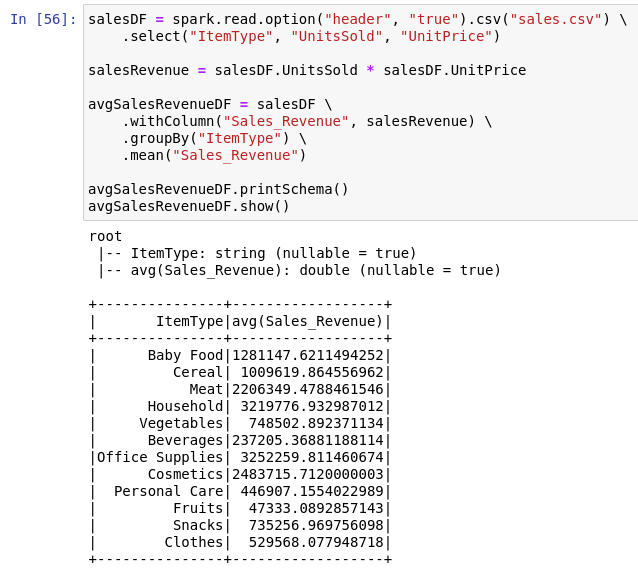 In [56]: salesDF = spark.read.option("header", "true").csv("sales.csv") \
    .select("ItemType", "UnitsSold", "UnitPrice")

salesRevenue = salesDF.UnitsSold * salesDF.UnitPrice

avgSalesRevenueDF = salesDF \
    .withColumn("Sales_Revenue", salesRevenue) \
    .groupBy("ItemType") \
    .mean("Sales_Revenue")

avgSalesRevenueDF.printSchema()
avgSalesRevenueDF.show()

root
 |-- ItemType: string (nullable = true)
 |-- avg(Sales_Revenue): double (nullable = true)

+---------------+------------------+
|       ItemType|avg(Sales_Revenue)|
+---------------+------------------+
|      Baby Food|1281147.6211494252|
|         Cereal| 1009619.864556962|
|           Meat|2206349.4788461546|
|      Household| 3219776.932987012|
|     Vegetables|  748502.892371134|
|      Beverages|237205.36881188114|
|Office Supplies| 3252259.811460674|
|      Cosmetics|2483715.7120000003|
|  Personal Care| 446907.1554022989|
|         Fruits|  47333.0892857143|
|         Snacks|  735256.969756098|
|        Clothes|  529568.077948718|
+---------------+------------------+